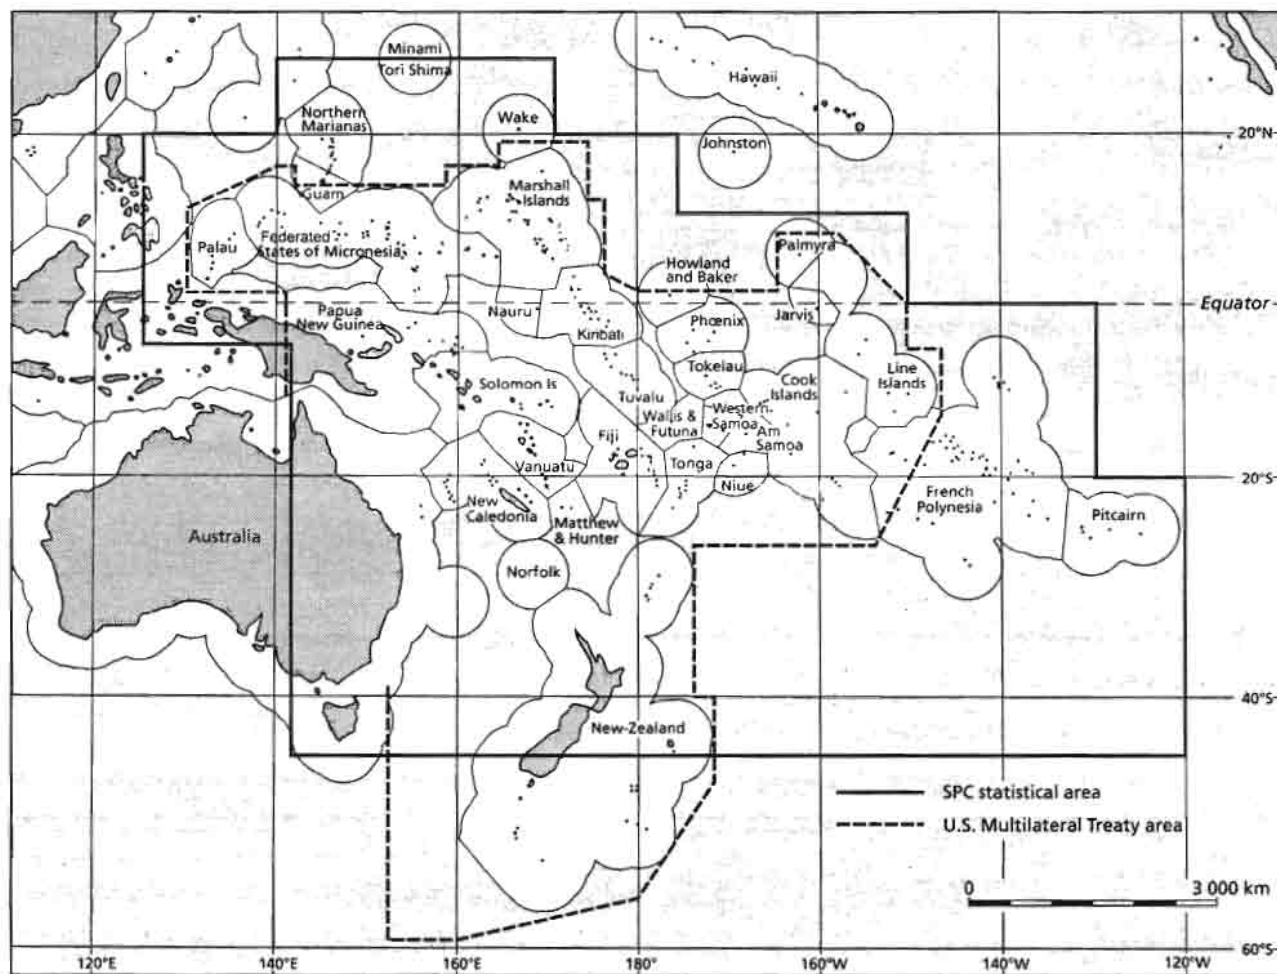 Minami
Tori Shima
Hawaii
Northern
Marianas
Wake
20°N
Johnston
Marshall
Islands
Guam
Palau
Federated
States of Micronesia
Palmyra
Howland
and Baker
Equator
Papua
New Guinea
Nauru
Kiribati
Phœnix
Jarvis
Tokelau
Line
Islands
Solomon Is
Cook
Islands
Tuvalu
Wallis &
Futuna
Western
Samoa
Am
Samoa
Fiji
Vanuatu
Tonga
Niue
20°S
New
Caledonia
French
Polynesia
Pitcairn
Matthew
& Hunter
Australia
Norfolk
40°S
New-Zealand
SPC statistical area
U.S. Multilateral Treaty area
0 3 000 km
120°E 140°E 160°E 180° 160°W 140°W 120°W
60°S